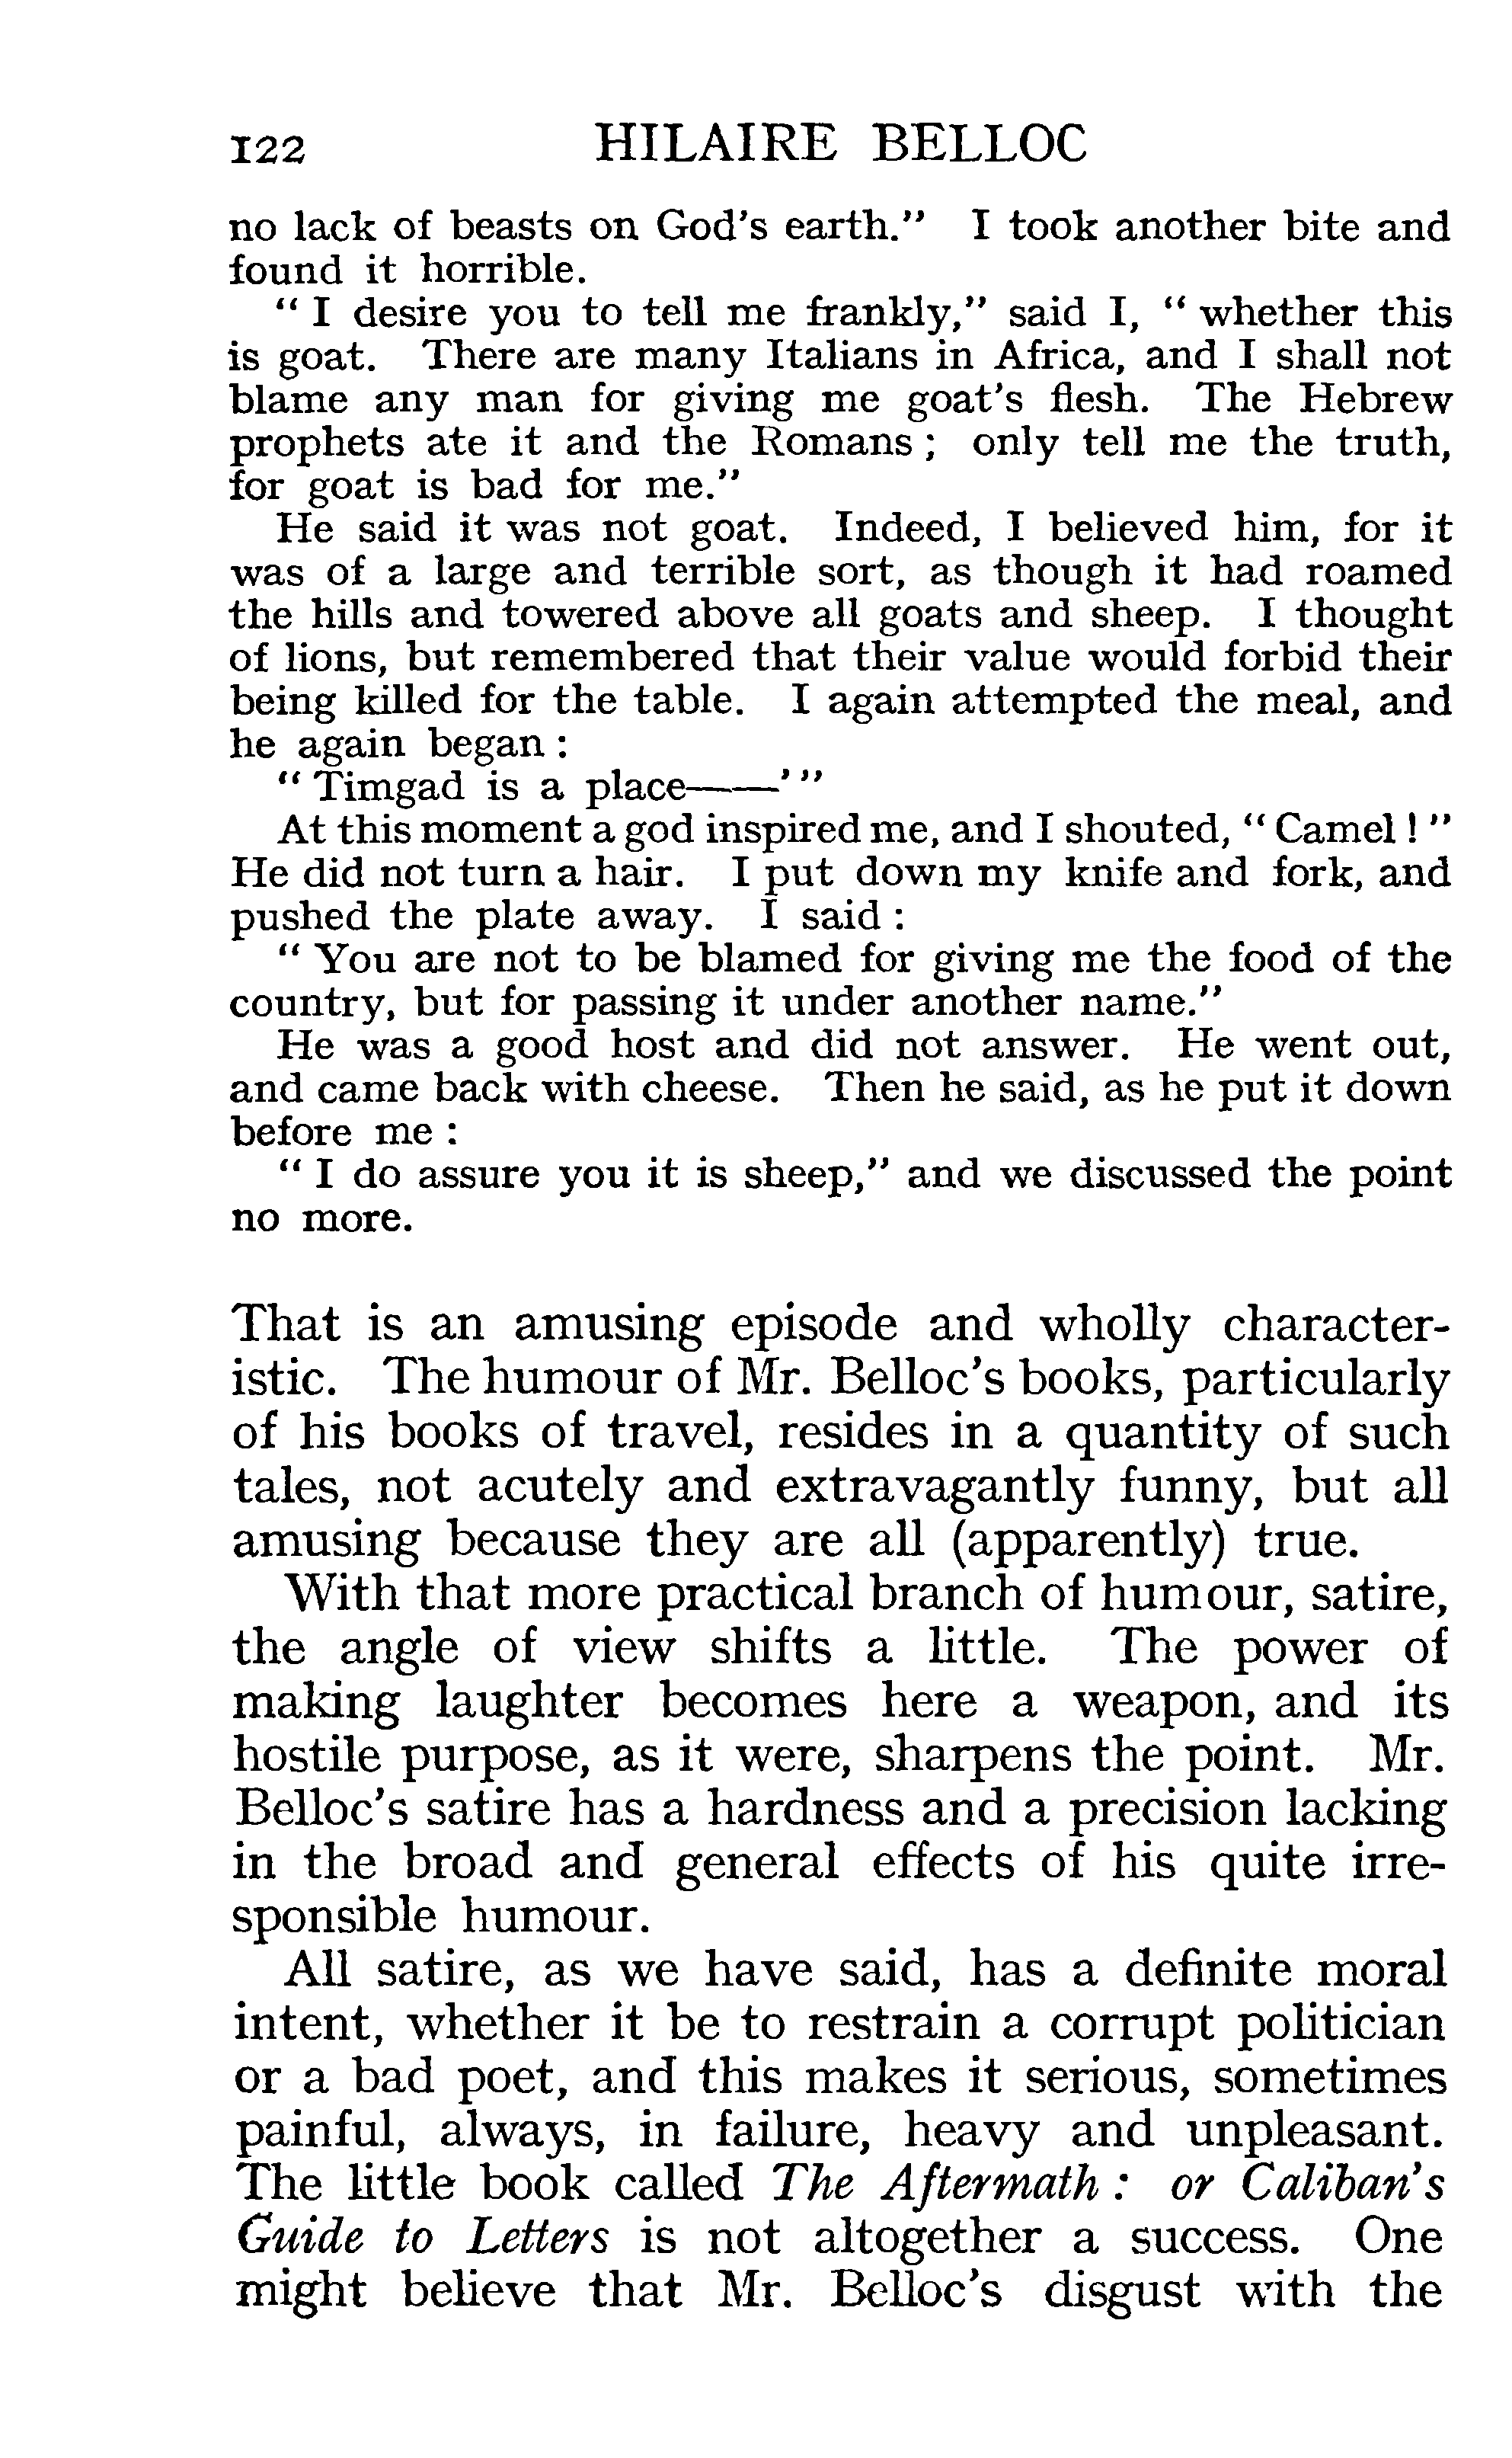 122 HILAIRE BELLOC
no lack of beasts on God's earth." I took another bite and
found it horrible.
" I desire you to tell me frankly," said I, " whether this
is goat. There are many Italians in Africa, and I shall not
blame any man for giving me goat's flesh. The Hebrew
prophets ate it and the Romans ; only tell me the truth,
for goat is bad for me."
He said it was not goat. Indeed, I believed him, for it
was of a large and terrible sort, as though it had roamed
the hills and towered above all goats and sheep. I thought
of lions, but remembered that their value would forbid their
being killed for the table. I again attempted the meal, and
he again began :
" Timgad is a place——' "
At this moment a god inspired me, and I shouted, " Camel ! "
He did not turn a hair. I put down my knife and fork, and
pushed the plate away. I said :
" You are not to be blamed for giving me the food of the
country, but for passing it under another name."
He was a good host and did not answer. He went out,
and came back with cheese. Then he said, as he put it down
before me :
" I do assure you it is sheep," and we discussed the point
no more.
That is an amusing episode and wholly character-
istic. The humour of Mr. Belloc's books, particularly
of his books of travel, resides in a quantity of such
tales, not acutely and extravagantly funny, but all
amusing because they are all (apparently) true.
With that more practical branch of humour, satire,
the angle of view shifts a little. The power of
making laughter becomes here a weapon, and its
hostile purpose, as it were, sharpens the point. Mr.
Belloc's satire has a hardness and a precision lacking
in the broad and general effects of his quite irre-
sponsible humour.
All satire, as we have said, has a definite moral
intent, whether it be to restrain a corrupt politician
or a bad poet, and this makes it serious, sometimes
painful, always, in failure, heavy and unpleasant.
The little book called The Aftermath : or Caliban's
Guide to Letters is not altogether a success. One
might believe that Mr. Belloc's disgust with the